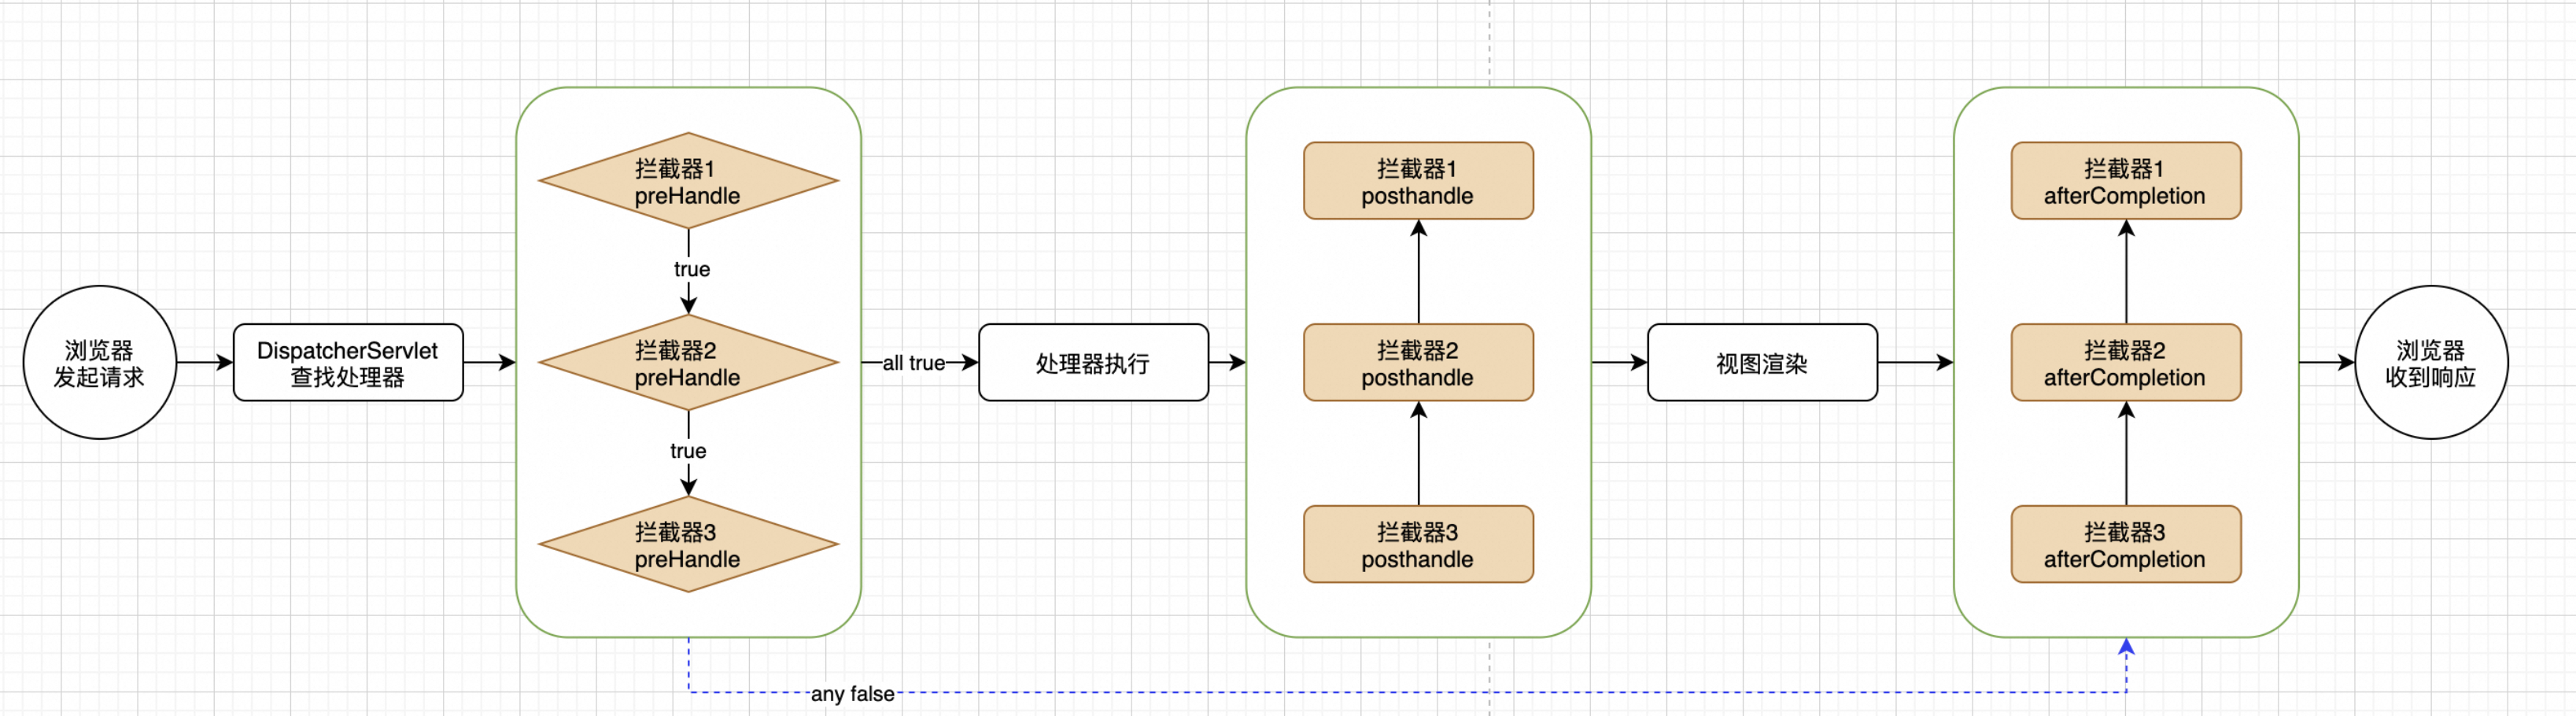 浏览器
发起请求
DispatcherServlet
查找处理器
拦截器1
preHandle
true
拦截器2
preHandle
true
拦截器3
preHandle
all true
any false
处理器执行
拦截器1
posthandle
拦截器2
posthandle
拦截器3
posthandle
视图渲染
拦截器1
afterCompletion
拦截器2
afterCompletion
拦截器3
afterCompletion
浏览器
收到响应